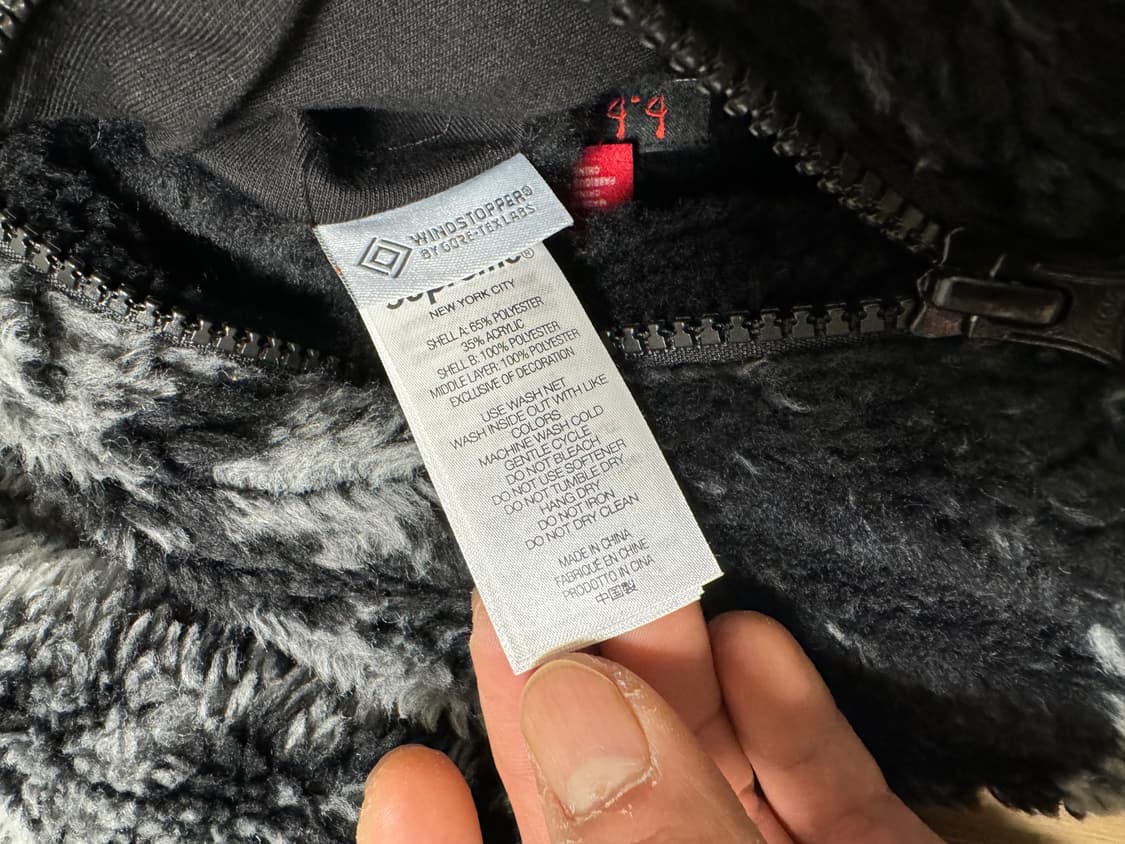 WINDSTOPPER®
BY GORE-TEX LABS
Supreme®
NEW YORK CITY
SHELL A: 65% POLYESTER
35% ACRYLIC
SHELL B: 100% POLYESTER
MIDDLE LAYER: 100% POLYESTER
EXCLUSIVE OF DECORATION
USE WASH NET
WASH INSIDE OUT WITH LIKE
COLORS
MACHINE WASH COLD
GENTLE CYCLE
DO NOT BLEACH
DO NOT USE SOFTENER
DO NOT TUMBLE DRY
HANG DRY
DO NOT IRON
DO NOT DRY CLEAN
MADE IN CHINA
FABRIQUÉ EN CHINE
PRODOTTO IN CINA
中国製